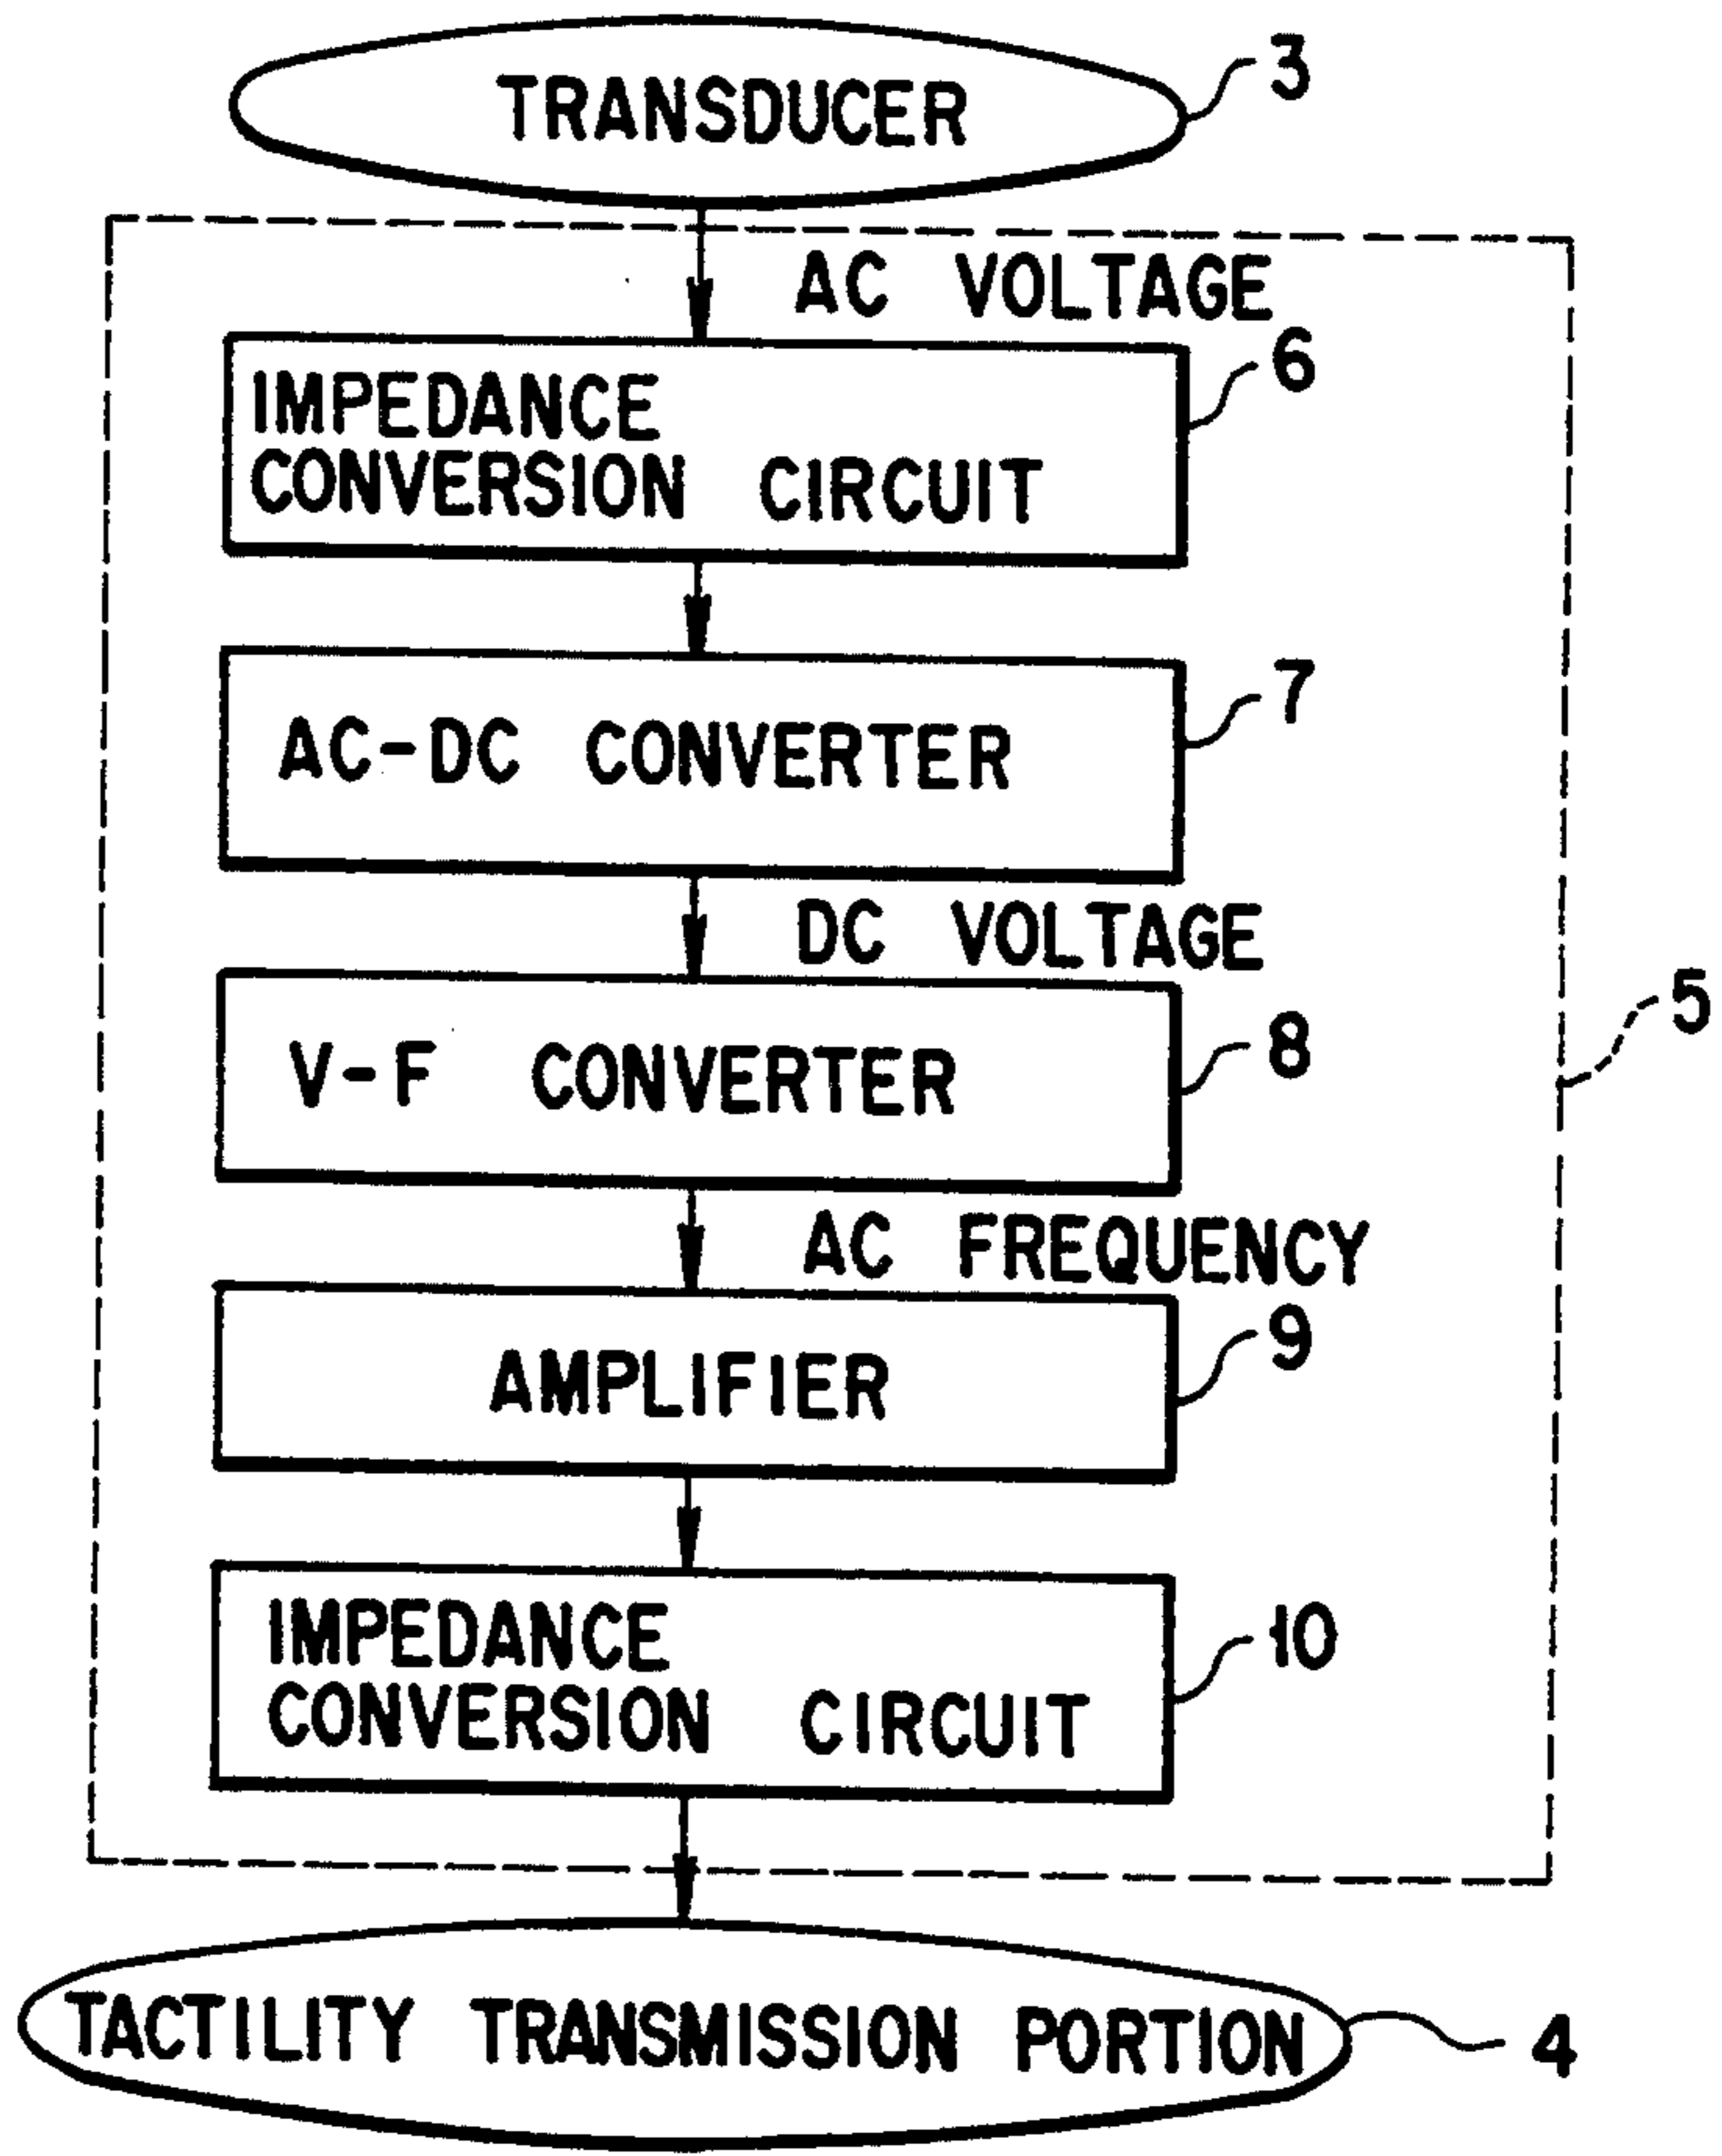 TRANSDUCER
3
AC VOLTAGE
6
IMPEDANCE
CONVERSION CIRCUIT
7
AC-DC CONVERTER
DC VOLTAGE
5
8
V-F CONVERTER
AC FREQUENCY
9
AMPLIFIER
10
IMPEDANCE
CONVERSION CIRCUIT
TACTILITY TRANSMISSION PORTION
4